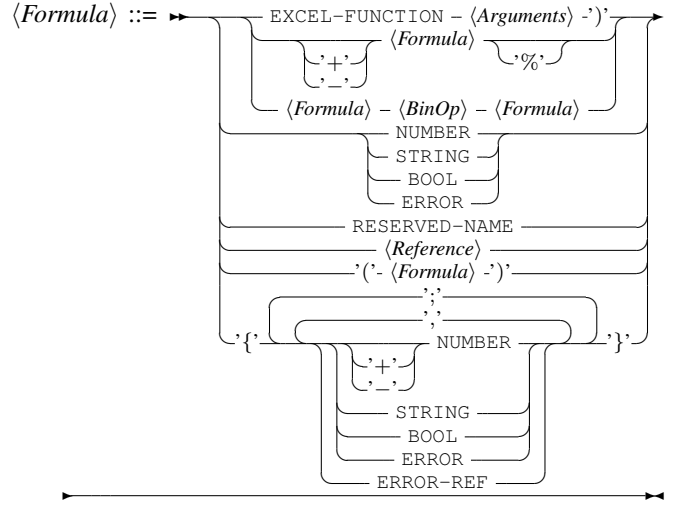 ⟨Formula⟩ ::= EXCEL-FUNCTION – ⟨Arguments⟩ -')'
⟨Formula⟩
'+' '%'
'–'
⟨Formula⟩ – ⟨BinOp⟩ – ⟨Formula⟩
NUMBER
STRING
BOOL
ERROR
RESERVED-NAME
⟨Reference⟩
'('- ⟨Formula⟩ -')'
';'
','
'{' NUMBER '}'
'+'
'–'
STRING
BOOL
ERROR
ERROR-REF